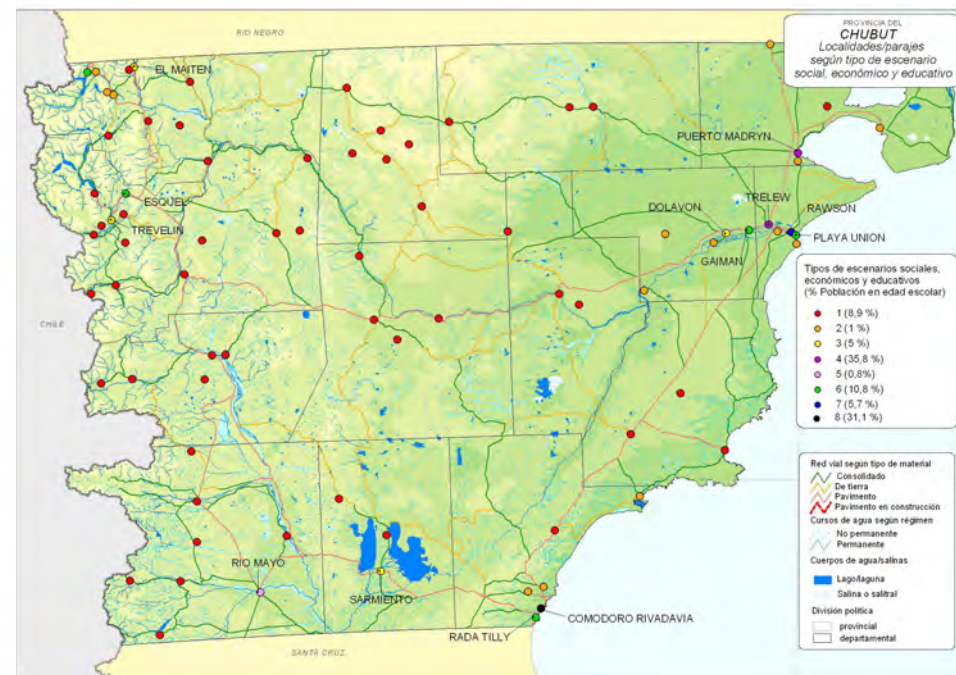 RIO NEGRO
PROVINCIA DEL
CHUBUT
Localidades/parajes
según tipo de escenario
social, económico y educativo
EL MAITEN
PUERTO MADRYN
ESQUEL
TREVELIN
DOLAVON
TRELEW
RAWSON
PLAYA UNION
GAIMAN
CHILE
Tipos de escenarios sociales,
económicos y educativos
(% Población en edad escolar)
1 (8,9 %)
2 (1 %)
3 (5 %)
4 (35,8 %)
5 (0,8%)
6 (10,8 %)
7 (5,7 %)
8 (31,1 %)
Red vial según tipo de material
Consolidado
De tierra
Pavimento
Pavimento en construcción
Cursos de agua según régimen
No permanente
Permanente
Cuerpos de agua/salinas
Lago/laguna
Salina o salitral
División política
provincial
departamental
RIO MAYO
SARMIENTO
COMODORO RIVADAVIA
RADA TILLY
SANTA CRUZ